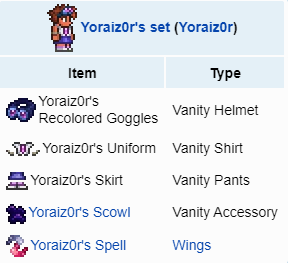 Yoraiz0r's set (Yoraiz0r)
Item Type
Yoraiz0r's
Recolored Goggles Vanity Helmet
Yoraiz0r's Uniform Vanity Shirt
Yoraiz0r's Skirt Vanity Pants
Yoraiz0r's Scowl Vanity Accessory
Yoraiz0r's Spell Wings